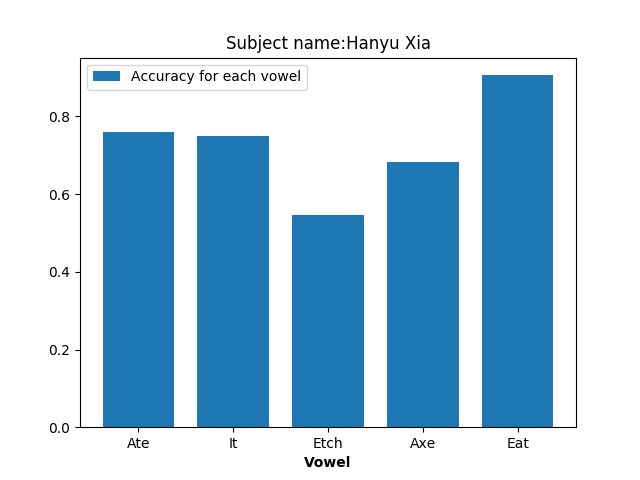 Subject name:Hanyu Xia
Accuracy for each vowel
0.8
0.6
0.4
0.2
0.0
Ate It Etch Axe Eat
Vowel